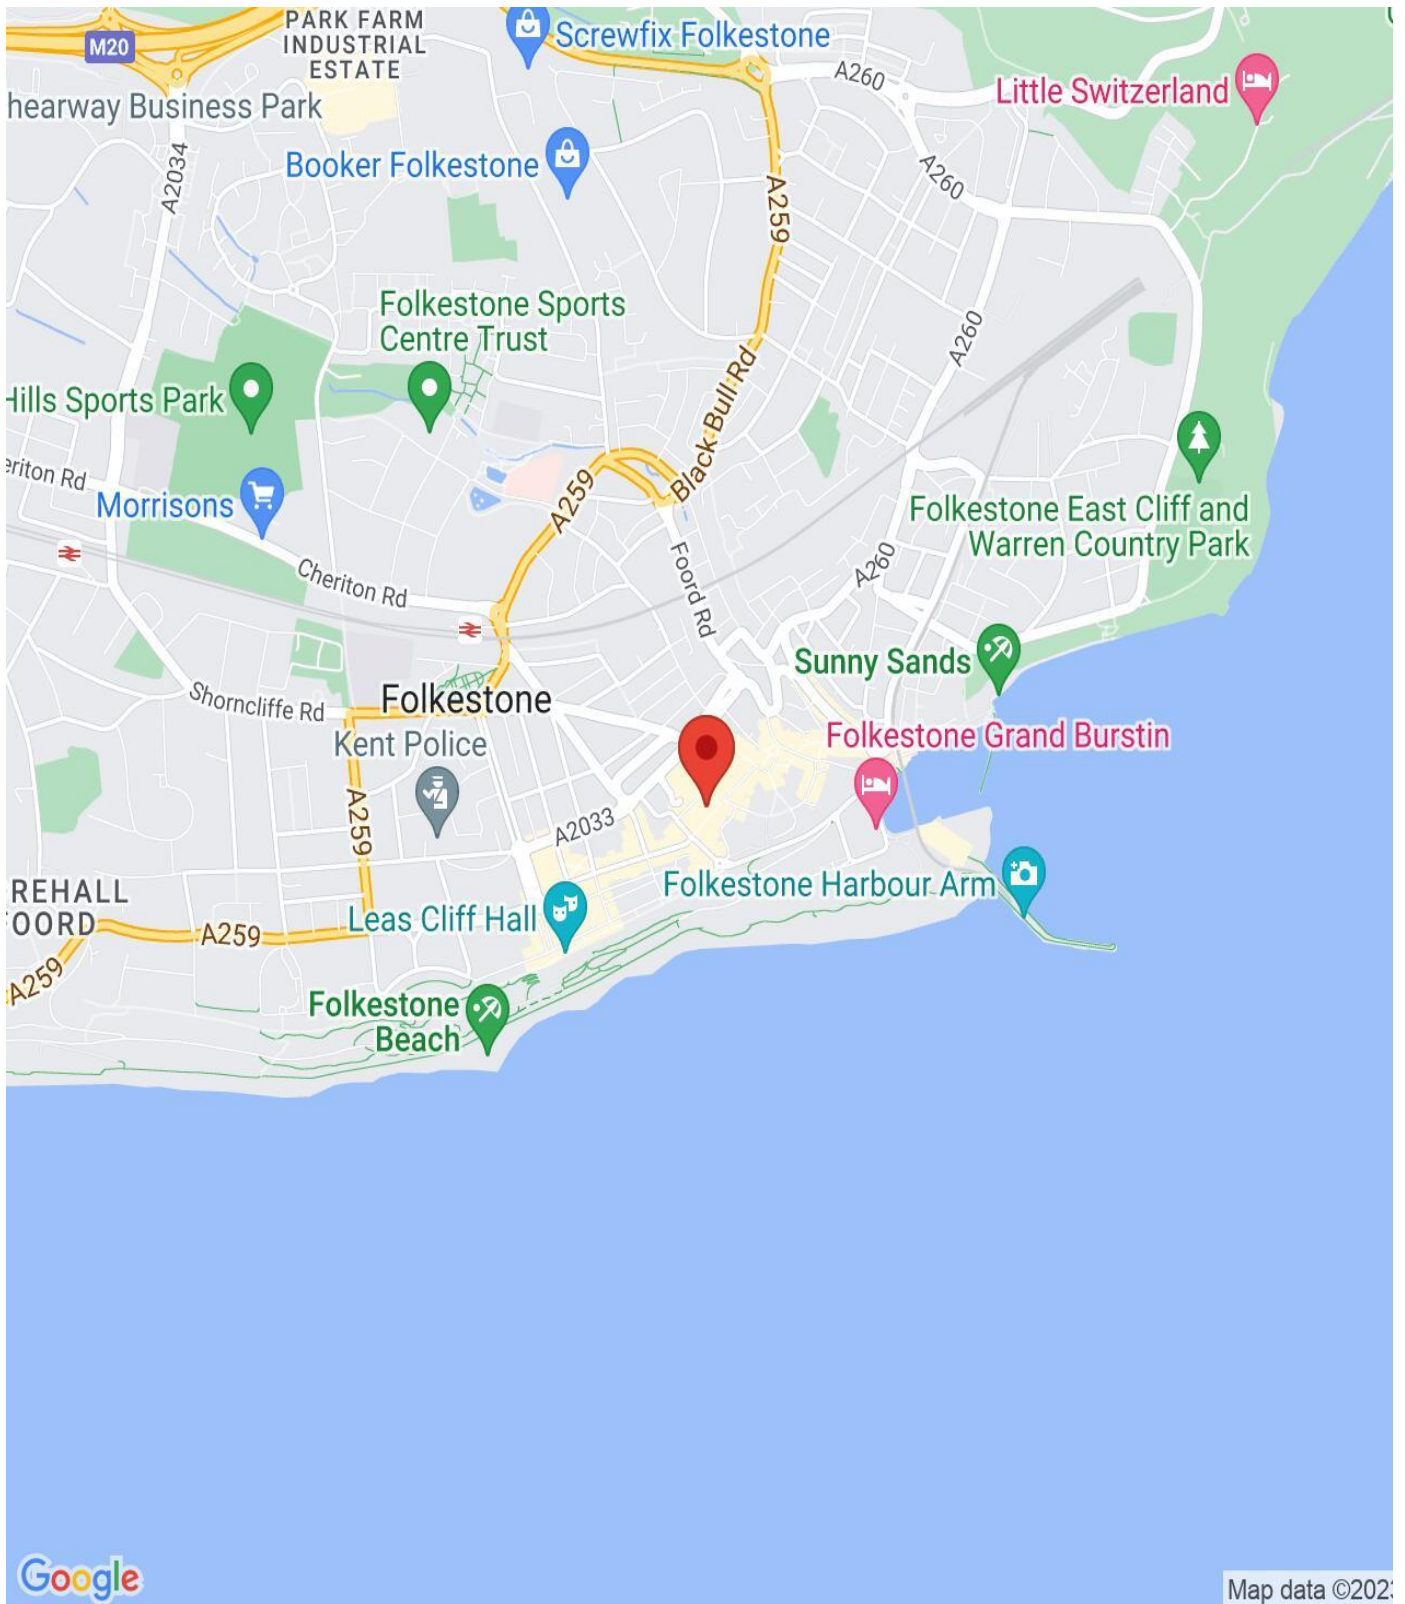 PARK FARM
INDUSTRIAL
ESTATE
M20
Screwfix Folkestone
A260
Little Switzerland
hearway Business Park
A2034
Booker Folkestone
A260
A259
Folkestone Sports
Centre Trust
A260
Hills Sports Park
Black Bull Rd
eriton Rd
Morrisons
A259
Folkestone East Cliff and
Warren Country Park
Cheriton Rd
Foord Rd
A260
Sunny Sands
Shorncliffe Rd
Folkestone
Kent Police
Folkestone Grand Burstin
A259
A2033
REHALL
FOORD
Folkestone Harbour Arm
Leas Cliff Hall
A259
A259
Folkestone
Beach
Google
Map data ©2023